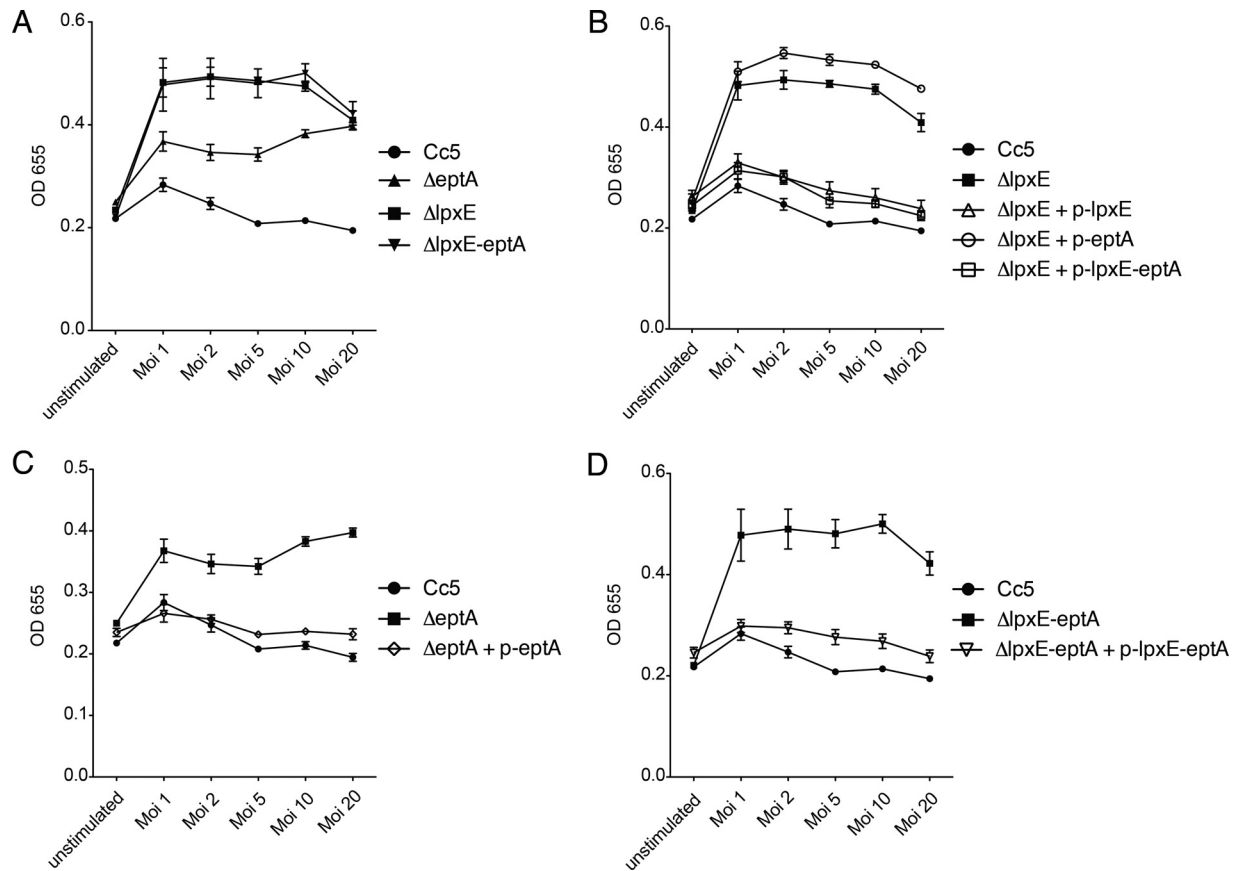 A
0.6
0.4
0.2
0.0
OD 655
unstimulated
Moi 1
Moi 2
Moi 5
Moi 10
Moi 20
Cc5
ΔeptA
ΔlpxE
ΔlpxE-eptA
B
0.6
0.4
0.2
0.0
OD 655
unstimulated
Moi 1
Moi 2
Moi 5
Moi 10
Moi 20
Cc5
ΔlpxE
ΔlpxE + p-lpxE
ΔlpxE + p-eptA
ΔlpxE + p-lpxE-eptA
C
0.5
0.4
0.3
0.2
0.1
0.0
OD 655
unstimulated
Moi 1
Moi 2
Moi 5
Moi 10
Moi 20
Cc5
ΔeptA
ΔeptA + p-eptA
D
0.6
0.4
0.2
0.0
OD 655
unstimulated
Moi 1
Moi 2
Moi 5
Moi 10
Moi 20
Cc5
ΔlpxE-eptA
ΔlpxE-eptA + p-lpxE-eptA